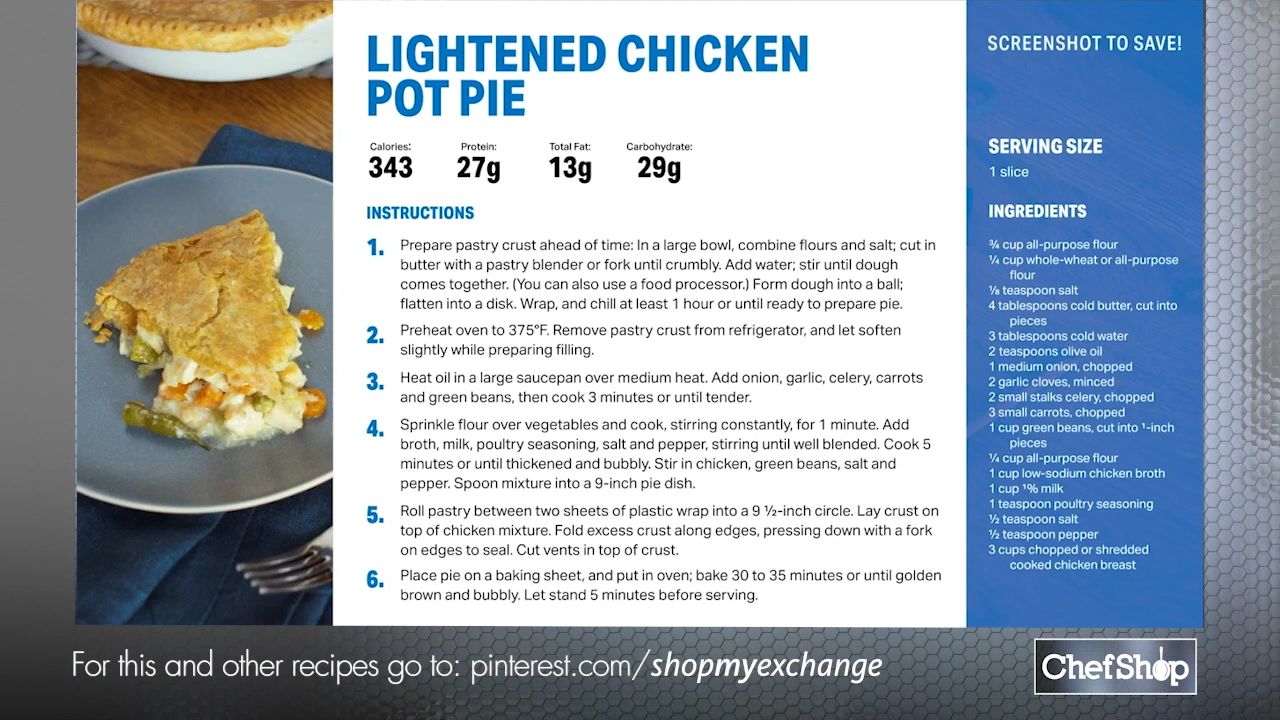 LIGHTENED CHICKEN
POT PIE
Calories:
343
Protein:
27g
Total Fat:
13g
Carbohydrate:
29g
INSTRUCTIONS
1. Prepare pastry crust ahead of time: In a large bowl, combine flours and salt; cut in
butter with a pastry blender or fork until crumbly. Add water; stir until dough
comes together. (You can also use a food processor.) Form dough into a ball;
flatten into a disk. Wrap, and chill at least 1 hour or until ready to prepare pie.
2. Preheat oven to 375°F. Remove pastry crust from refrigerator, and let soften
slightly while preparing filling.
3. Heat oil in a large saucepan over medium heat. Add onion, garlic, celery, carrots
and green beans, then cook 3 minutes or until tender.
4. Sprinkle flour over vegetables and cook, stirring constantly, for 1 minute. Add
broth, milk, poultry seasoning, salt and pepper, stirring until well blended. Cook 5
minutes or until thickened and bubbly. Stir in chicken, green beans, salt and
pepper. Spoon mixture into a 9-inch pie dish.
5. Roll pastry between two sheets of plastic wrap into a 9 ½-inch circle. Lay crust on
top of chicken mixture. Fold excess crust along edges, pressing down with a fork
on edges to seal. Cut vents in top of crust.
6. Place pie on a baking sheet, and put in oven; bake 30 to 35 minutes or until golden
brown and bubbly. Let stand 5 minutes before serving.
SCREENSHOT TO SAVE!
SERVING SIZE
1 slice
INGREDIENTS
¾ cup all-purpose flour
¼ cup whole-wheat or all-purpose
flour
⅛ teaspoon salt
4 tablespoons cold butter, cut into
pieces
3 tablespoons cold water
2 teaspoons olive oil
1 medium onion, chopped
2 garlic cloves, minced
2 small stalks celery, chopped
3 small carrots, chopped
1 cup green beans, cut into ¹-inch
pieces
¼ cup all-purpose flour
1 cup low-sodium chicken broth
1 cup ¹% milk
1 teaspoon poultry seasoning
½ teaspoon salt
½ teaspoon pepper
3 cups chopped or shredded
cooked chicken breast
For this and other recipes go to: pinterest.com/shopmyexchange
ChefShop